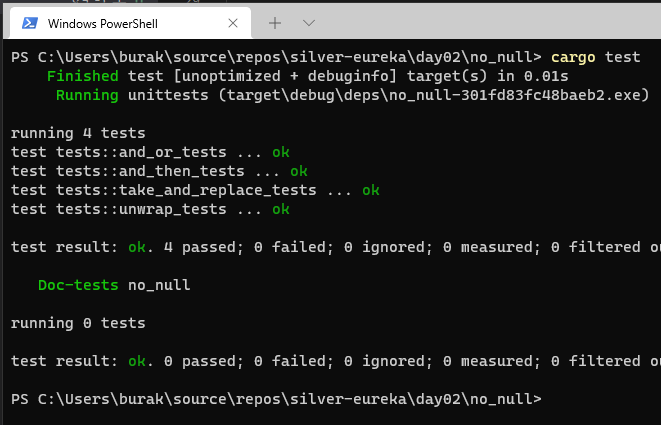 Windows PowerShell
PS C:\Users\burak\source\repos\silver-eureka\day02\no_null> cargo test
Finished test [unoptimized + debuginfo] target(s) in 0.01s
Running unittests (target\debug\deps\no_null-301fd83fc48baeb2.exe)
running 4 tests
test tests::and_or_tests ... ok
test tests::and_then_tests ... ok
test tests::take_and_replace_tests ... ok
test tests::unwrap_tests ... ok
test result: ok. 4 passed; 0 failed; 0 ignored; 0 measured; 0 filtered
Doc-tests no_null
running 0 tests
test result: ok. 0 passed; 0 failed; 0 ignored; 0 measured; 0 filtered
PS C:\Users\burak\source\repos\silver-eureka\day02\no_null>